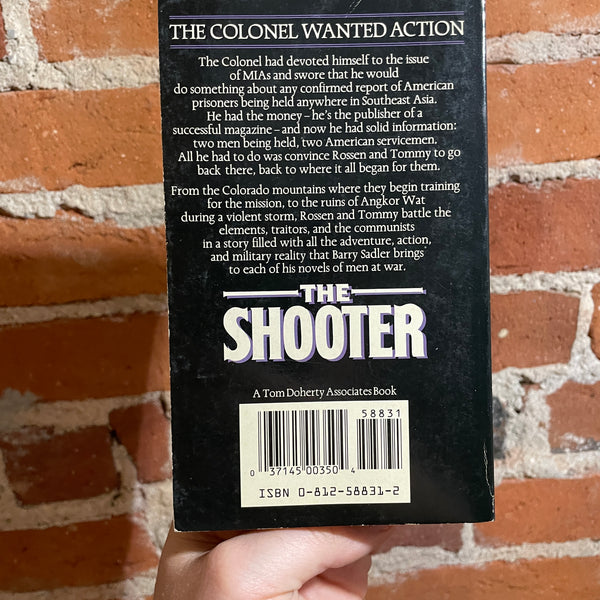 THE COLONEL WANTED ACTION
The Colonel had devoted himself to the issue
of MIAs and swore that he would
do something about any confirmed report of American
prisoners being held anywhere in Southeast Asia.
He had the money – he's the publisher of a
successful magazine – and now he had solid information:
two men being held, two American servicemen.
All he had to do was convince Rossen and Tommy to go
back there, back to where it all began for them.
From the Colorado mountains where they begin training
for the mission, to the ruins of Angkor Wat
during a violent storm, Rossen and Tommy battle the
elements, traitors, and the communists
in a story filled with all the adventure, action,
and military reality that Barry Sadler brings
to each of his novels of men at war.
THE
SHOOTER
A Tom Doherty Associates Book
58831
0 37145 00350 4
ISBN 0-812-58831-2